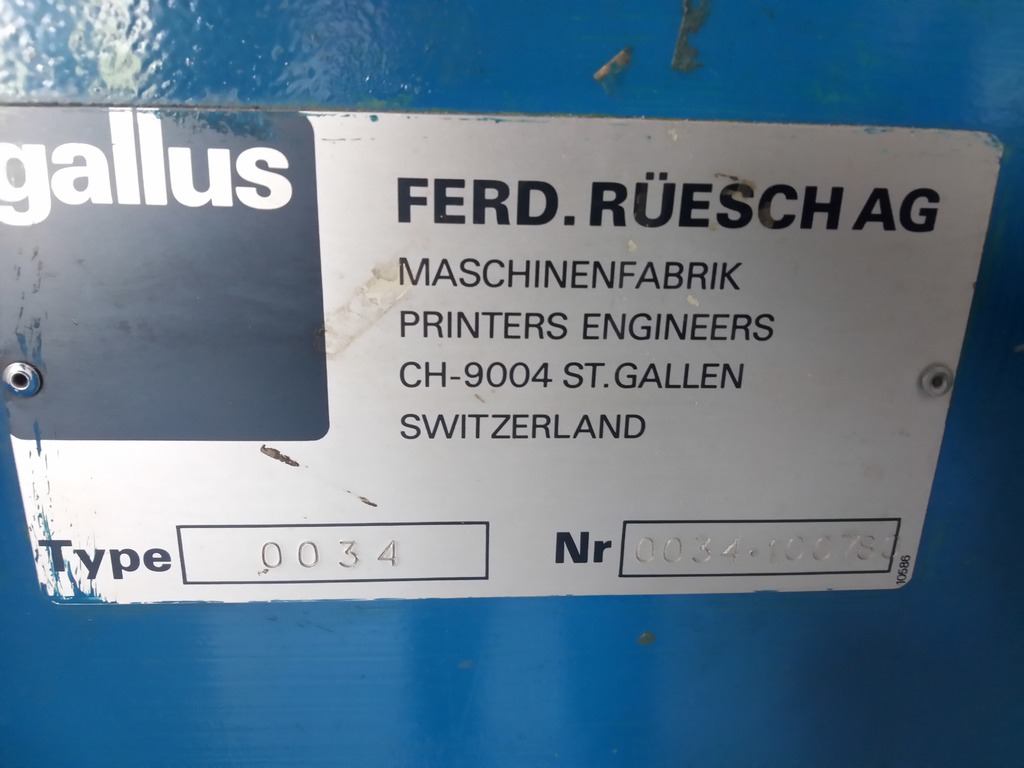 gallus
FERD. RÜESCH AG
MASCHINENFABRIK
PRINTERS ENGINEERS
CH-9004 ST. GALLEN
SWITZERLAND
Type 0034
Nr
10586